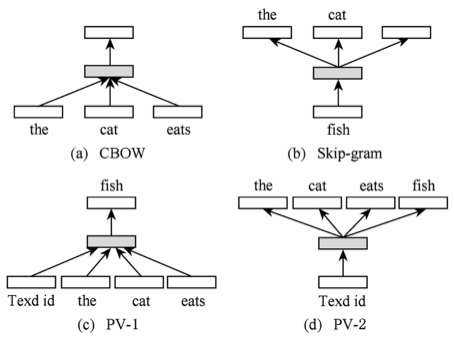 the cat eats
(a) CBOW
the cat
fish
(b) Skip-gram
fish
Texd id the cat eats
(c) PV-1
the cat eats fish
Texd id
(d) PV-2